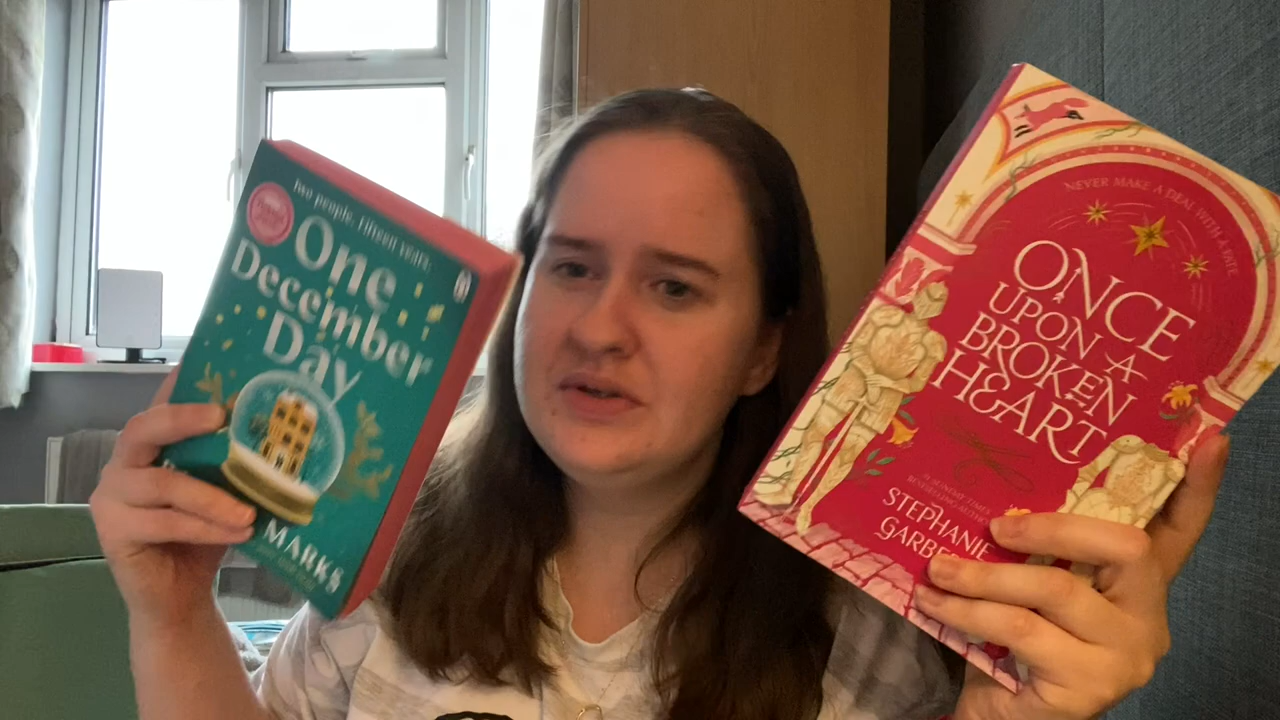 two people. fifteen years.
One
December
Day
MARKS
NEVER MAKE A DEAL WITH A FATE
ONCE
UPON A
BROKEN
HEART
STEPHANIE
GARBE